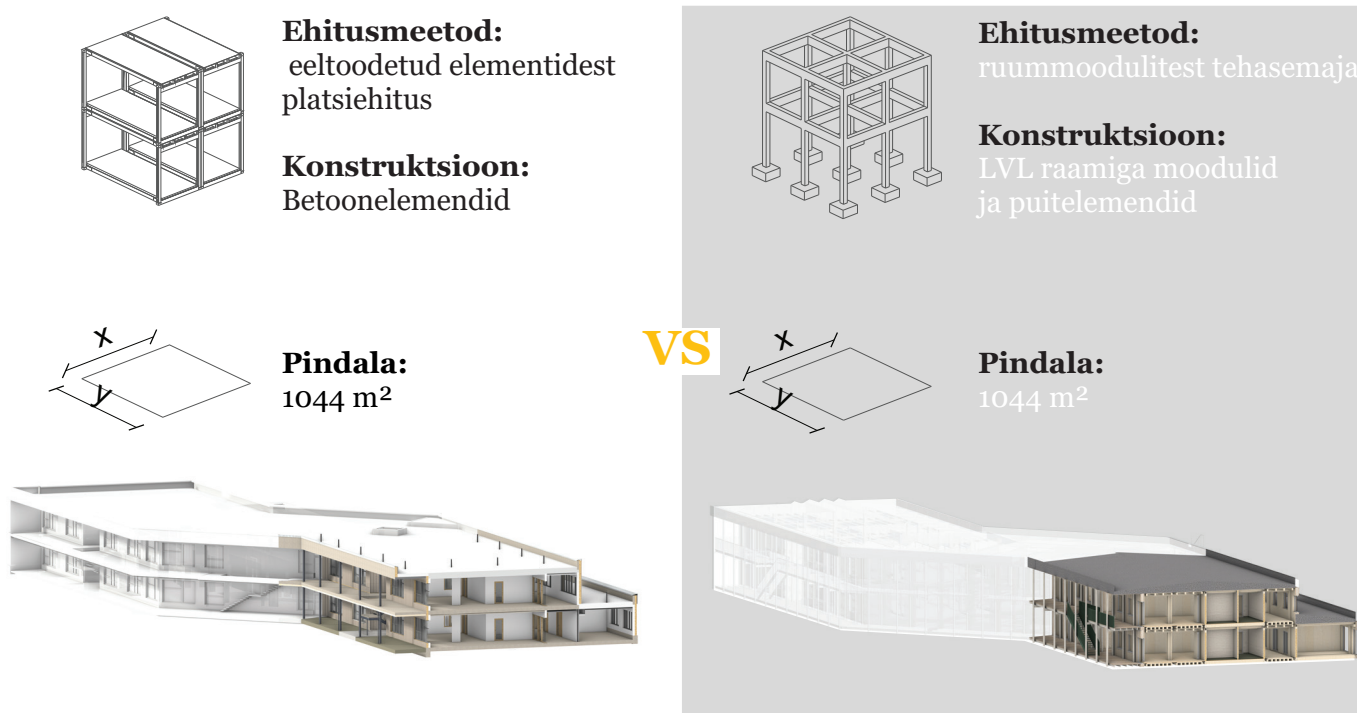 Ehitusmeetod:
eeltoodetud elementidest
platsiehitus
Konstruktsioon:
Betoonelemendid
x
y
Pindala:
1044 m²
VS
Ehitusmeetod:
ruummoodulitest tehasemaja
Konstruktsioon:
LVL raamiga moodulid
ja puitelemendid
x
y
Pindala:
1044 m²